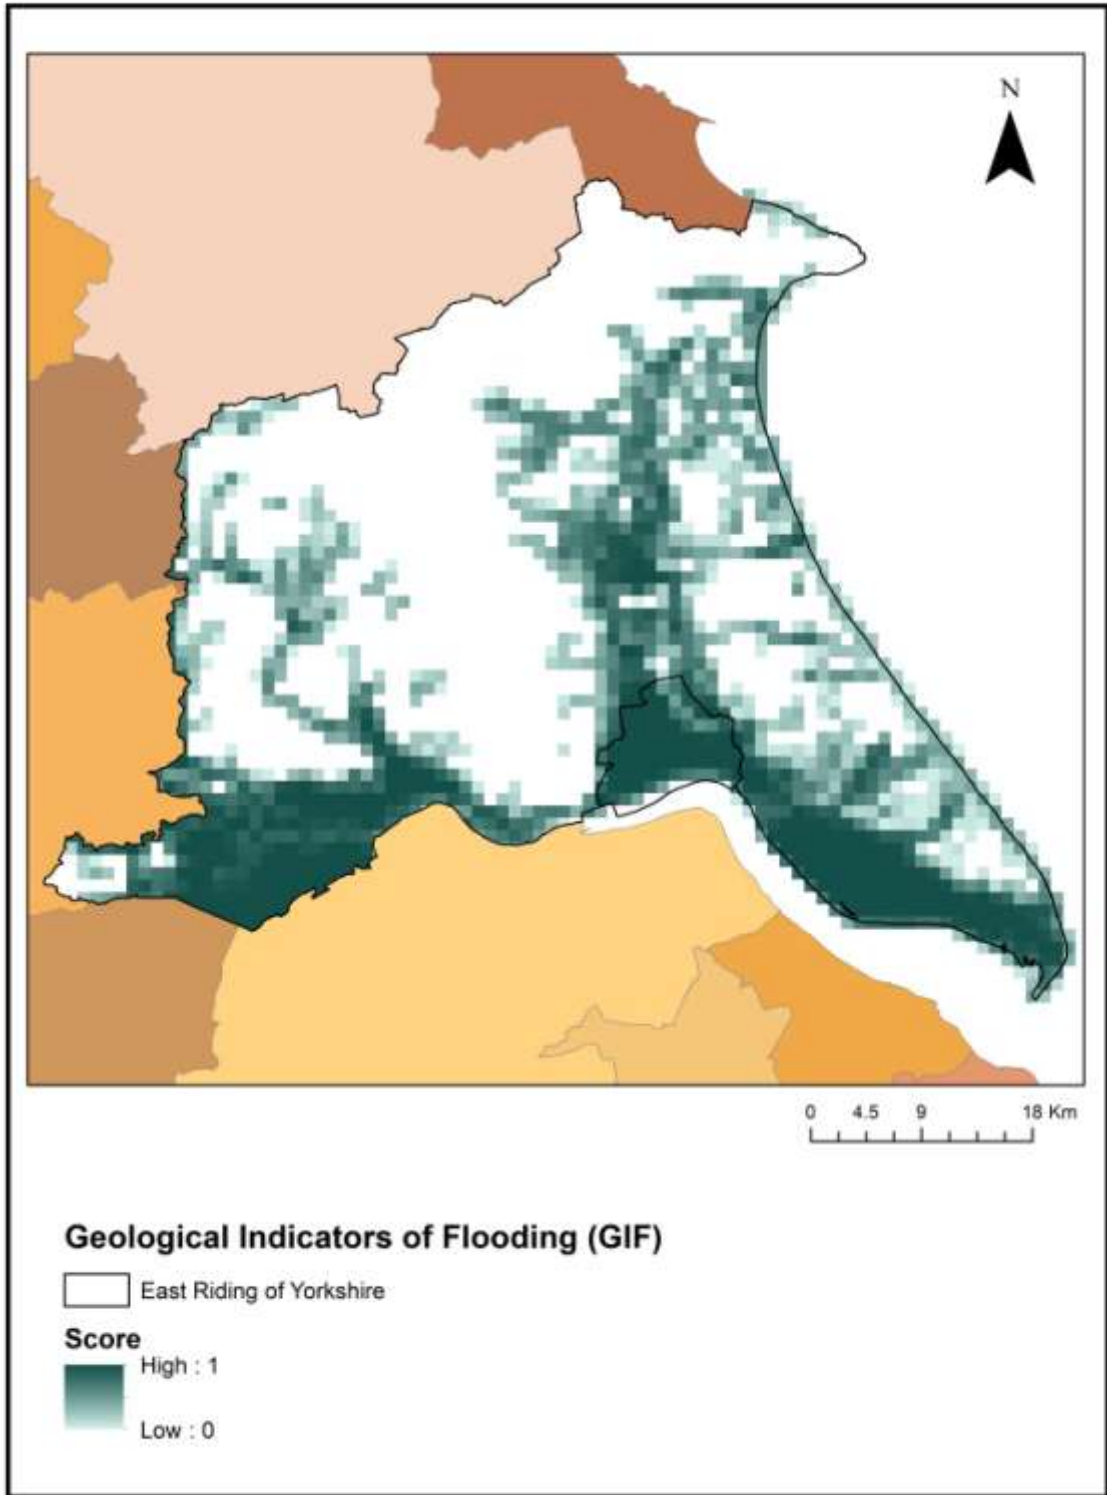 N
0 4.5 9 18 Km
Geological Indicators of Flooding (GIF)
East Riding of Yorkshire
Score
High : 1
Low : 0